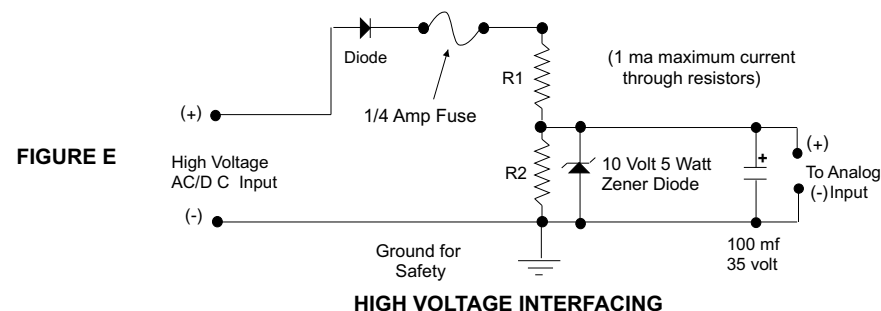 Diode
1/4 Amp Fuse
R1
(1 ma maximum current
through resistors)
(+)
FIGURE E
High Voltage
AC/D C Input
(-)
R2
10 Volt 5 Watt
Zener Diode
+
(+)
To Analog
(-)Input
Ground for
Safety
100 mf
35 volt
HIGH VOLTAGE INTERFACING